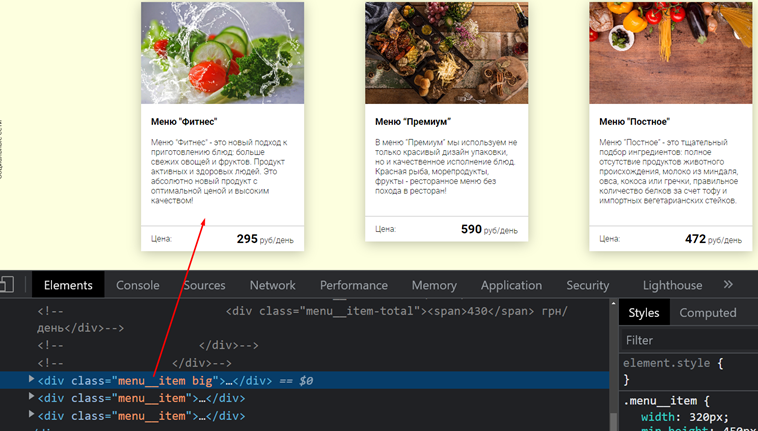 Меню "Фитнес"
Меню "Фитнес" - это новый подход к
приготовлению блюд: больше
свежих овощей и фруктов. Продукт
активных и здоровых людей. Это
абсолютно новый продукт с
оптимальной ценой и высоким
качеством!
Цена:
295 руб/день
Меню “Премиум”
В меню “Премиум” мы используем не
только красивый дизайн упаковки,
но и качественное исполнение блюд.
Красная рыба, морепродукты,
фрукты - ресторанное меню без
похода в ресторан!
Цена:
590 руб/день
Меню "Постное"
Меню "Постное" - это тщательный
подбор ингредиентов: полное
отсутствие продуктов животного
происхождения, молоко из миндаля,
овса, кокоса или гречки, правильное
количество белков за счет тофу и
импортных вегетарианских стейков.
Цена:
472 руб/день
Elements
Console
Sources
Network
Performance
Memory
Application
Security
Lighthouse
»
<!-- <div class="menu__item-total"><span>430</span> грн/
день</div>-->
<!-- </div>-->
<!-- </div>-->
<div class="menu__item big">…</div> == $0
<div class="menu__item">…</div>
<div class="menu__item">…</div>
Styles
Computed
Filter
element.style {
}
.menu__item {
width: 320px;
min-height: 450px